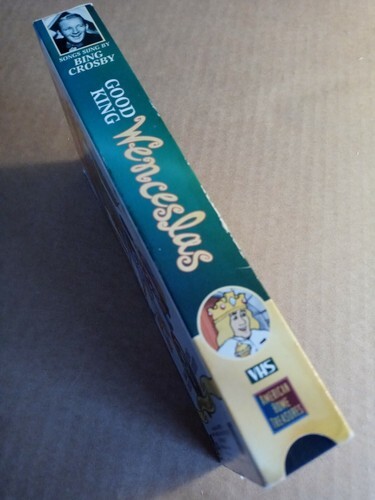 SONGS SUNG BY
BING
CROSBY
GOOD
KING
Wenceslas
VHS
AMERICAN
HOME
TREASURES